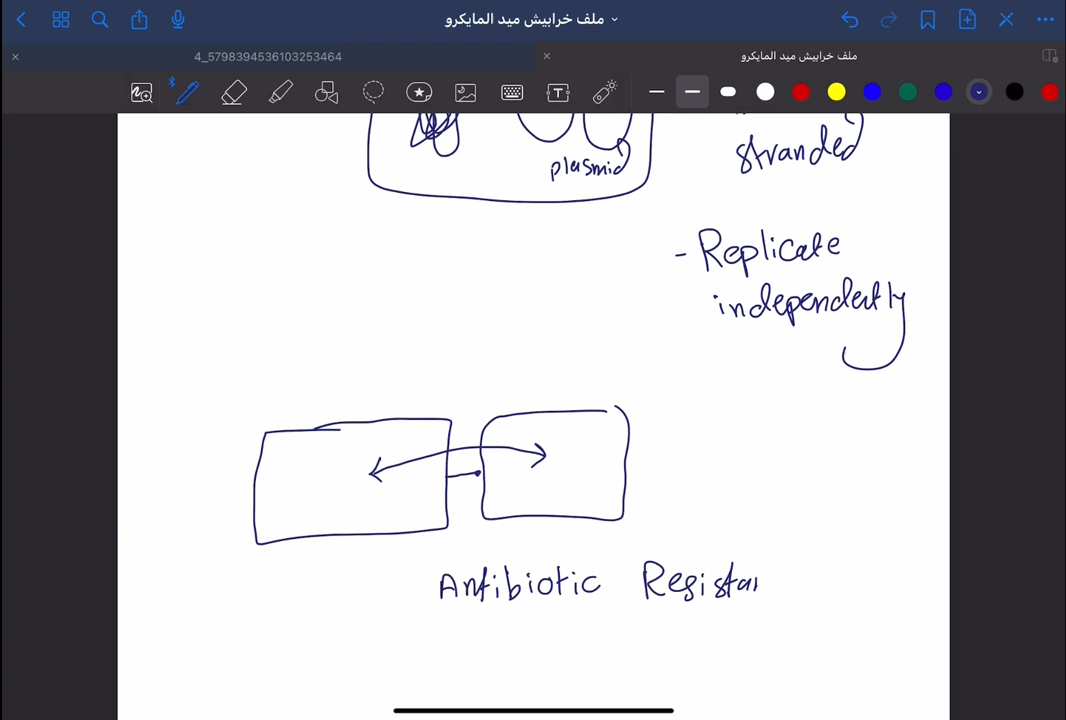 ملف خرابيش ميد المايكرو
4_5798394536103253464
ملف خرابيش ميد المايكرو
stranded
plasmid
- Replicate
independently
Antibiotic Resistan